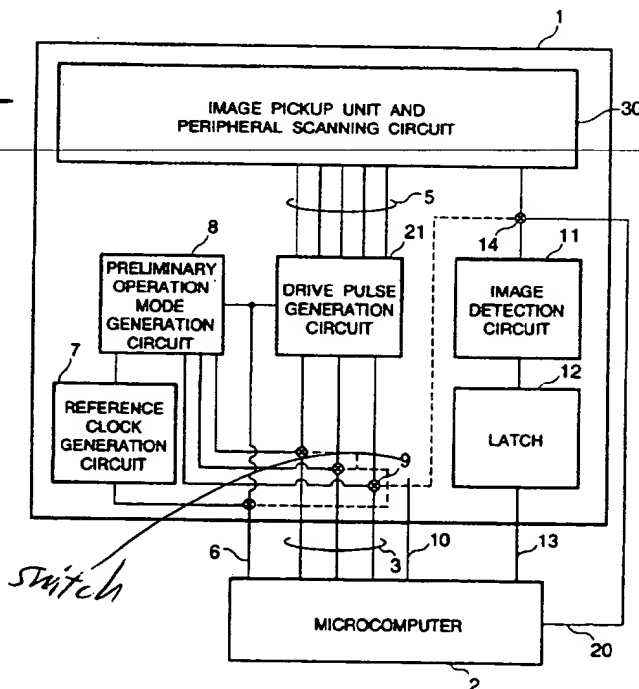 1
IMAGE PICKUP UNIT AND
PERIPHERAL SCANNING CIRCUIT
30
5
14
8
21
11
PRELIMINARY
OPERATION
MODE
GENERATION
CIRCUIT
DRIVE PULSE
GENERATION
CIRCUIT
IMAGE
DETECTION
CIRCUIT
7
12
REFERENCE
CLOCK
GENERATION
CIRCUIT
LATCH
9
6
3
10
13
switch
MICROCOMPUTER
20
2